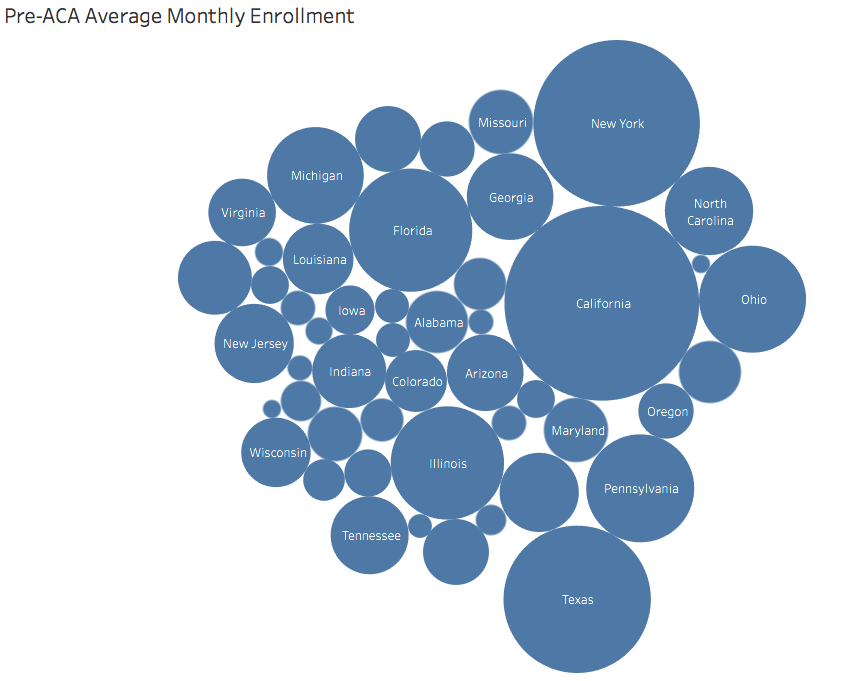 Pre-ACA Average Monthly Enrollment
Missouri
New York
Michigan
Georgia
Virginia
North
Carolina
Florida
Louisiana
Ohio
California
Iowa
Alabama
New Jersey
Indiana
Arizona
Colorado
Oregon
Maryland
Wisconsin
Illinois
Pennsylvania
Tennessee
Texas